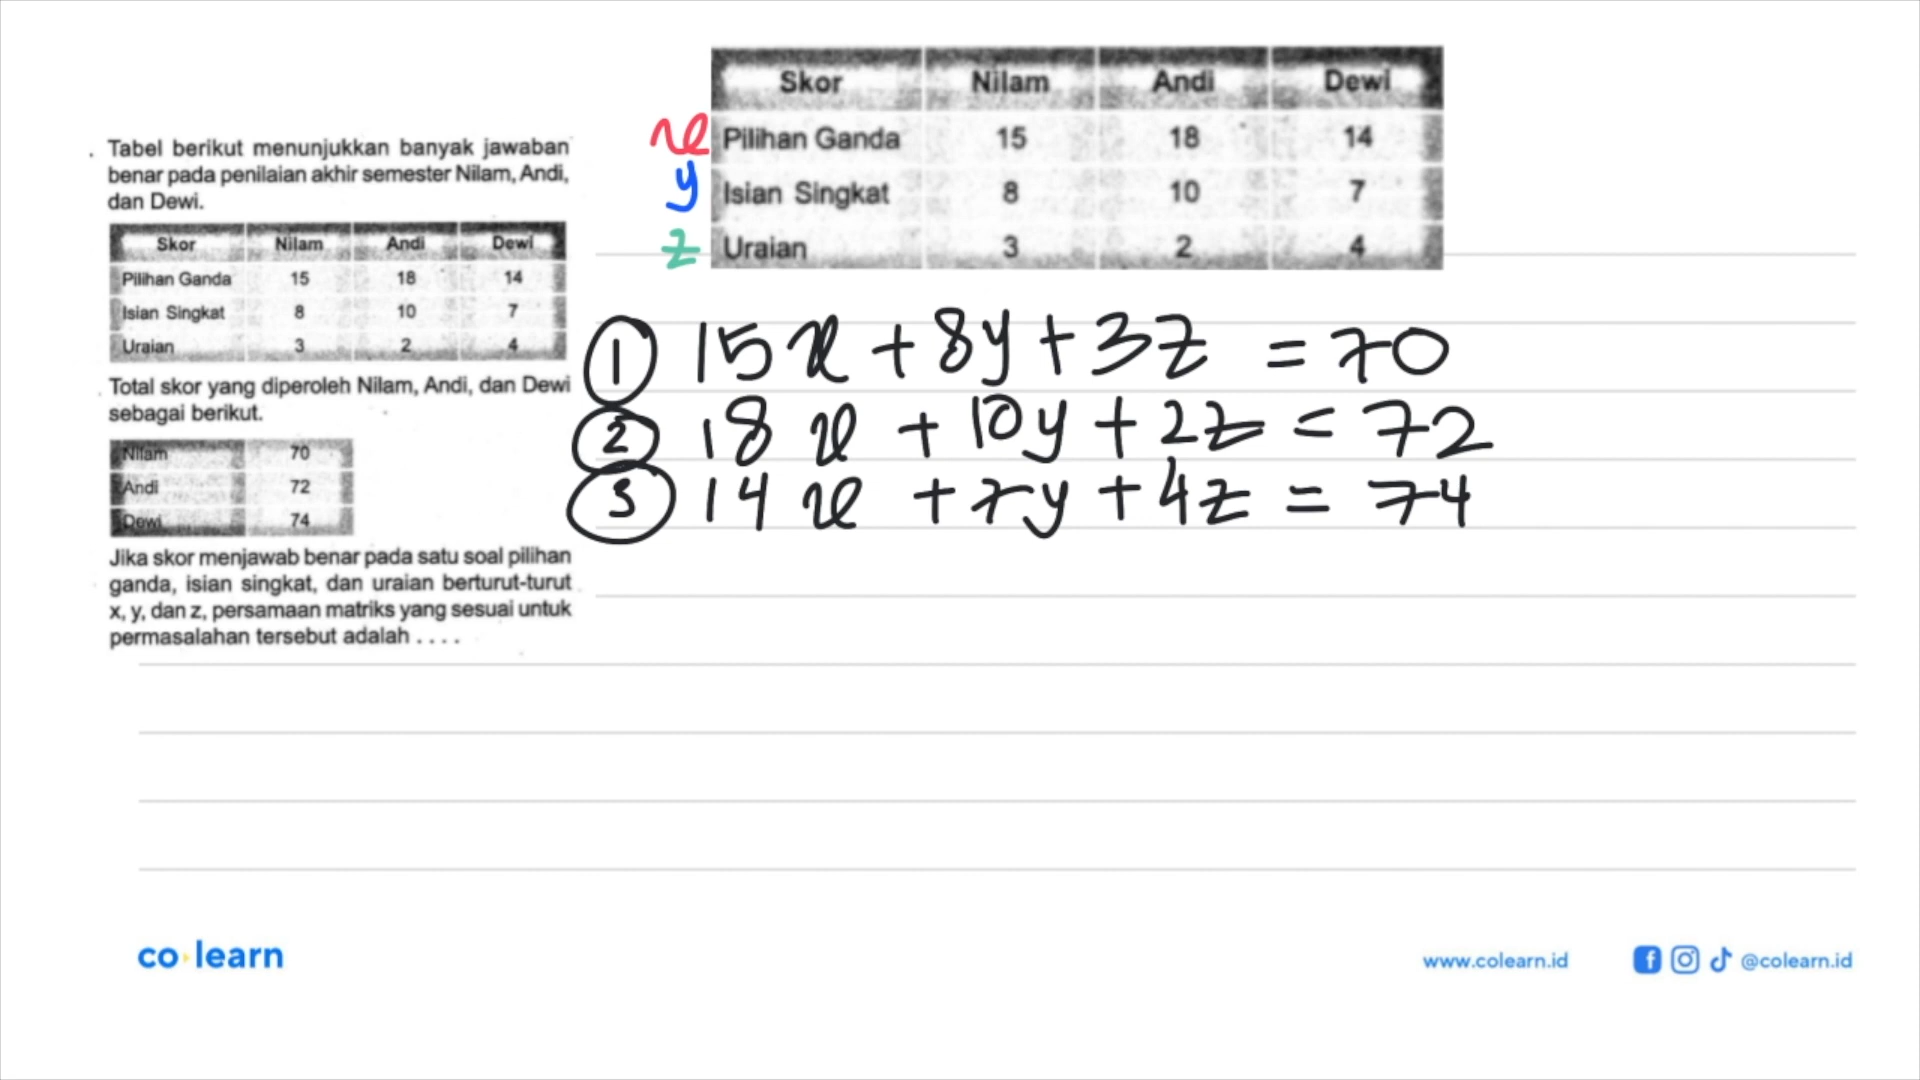 Tabel berikut menunjukkan banyak jawaban
benar pada penilaian akhir semester Nilam, Andi,
dan Dewi.
Skor Nilam Andi Dewi
Pilihan Ganda 15 18 14
Isian Singkat 8 10 7
Uraian 3 2 4
Total skor yang diperoleh Nilam, Andi, dan Dewi
sebagai berikut.
Nilam 70
Andi 72
Dewi 74
Jika skor menjawab benar pada satu soal pilihan
ganda, isian singkat, dan uraian berturut-turut
x, y, dan z, persamaan matriks yang sesuai untuk
permasalahan tersebut adalah . . . .
Skor Nilam Andi Dewi
x Pilihan Ganda 15 18 14
y Isian Singkat 8 10 7
z Uraian 3 2 4
1 15x + 8y + 3z = 70
2 18x + 10y + 2z = 72
3 14x + 7y + 4z = 74
co learn
www.colearn.id
@colearn.id